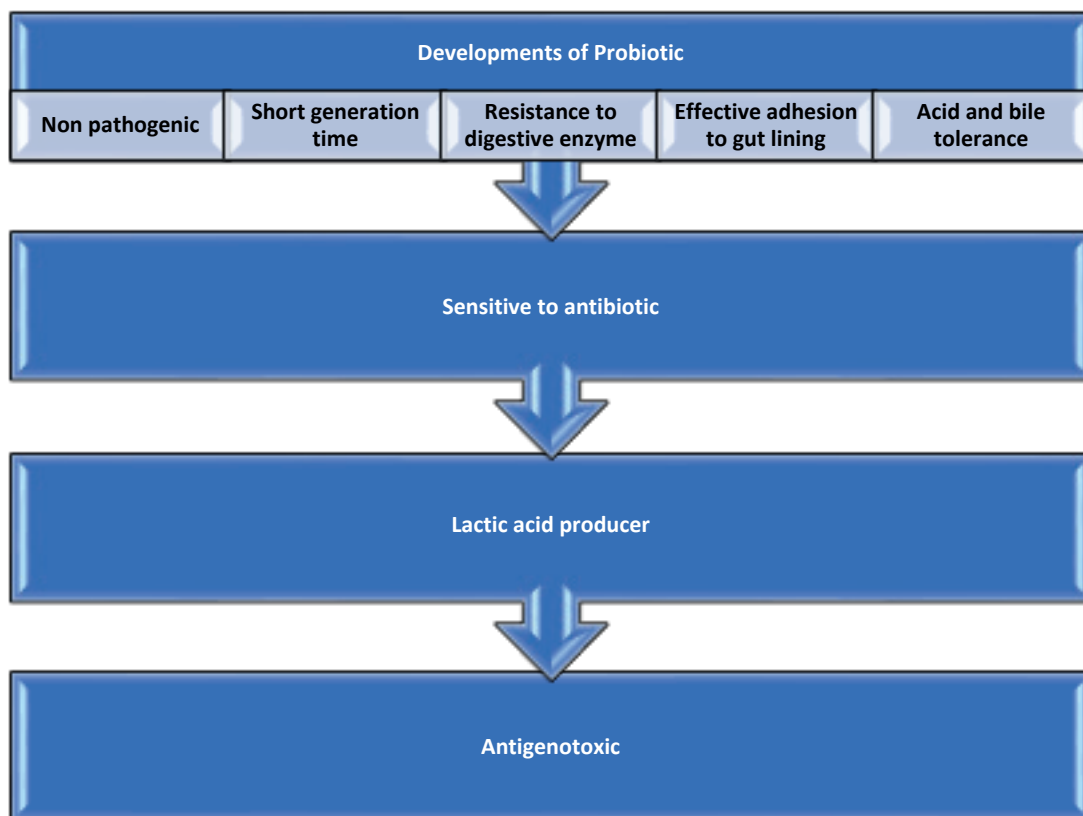 Developments of Probiotic
Non pathogenic
Short generation
time
Resistance to
digestive enzyme
Effective adhesion
to gut lining
Acid and bile
tolerance
Sensitive to antibiotic
Lactic acid producer
Antigenotoxic